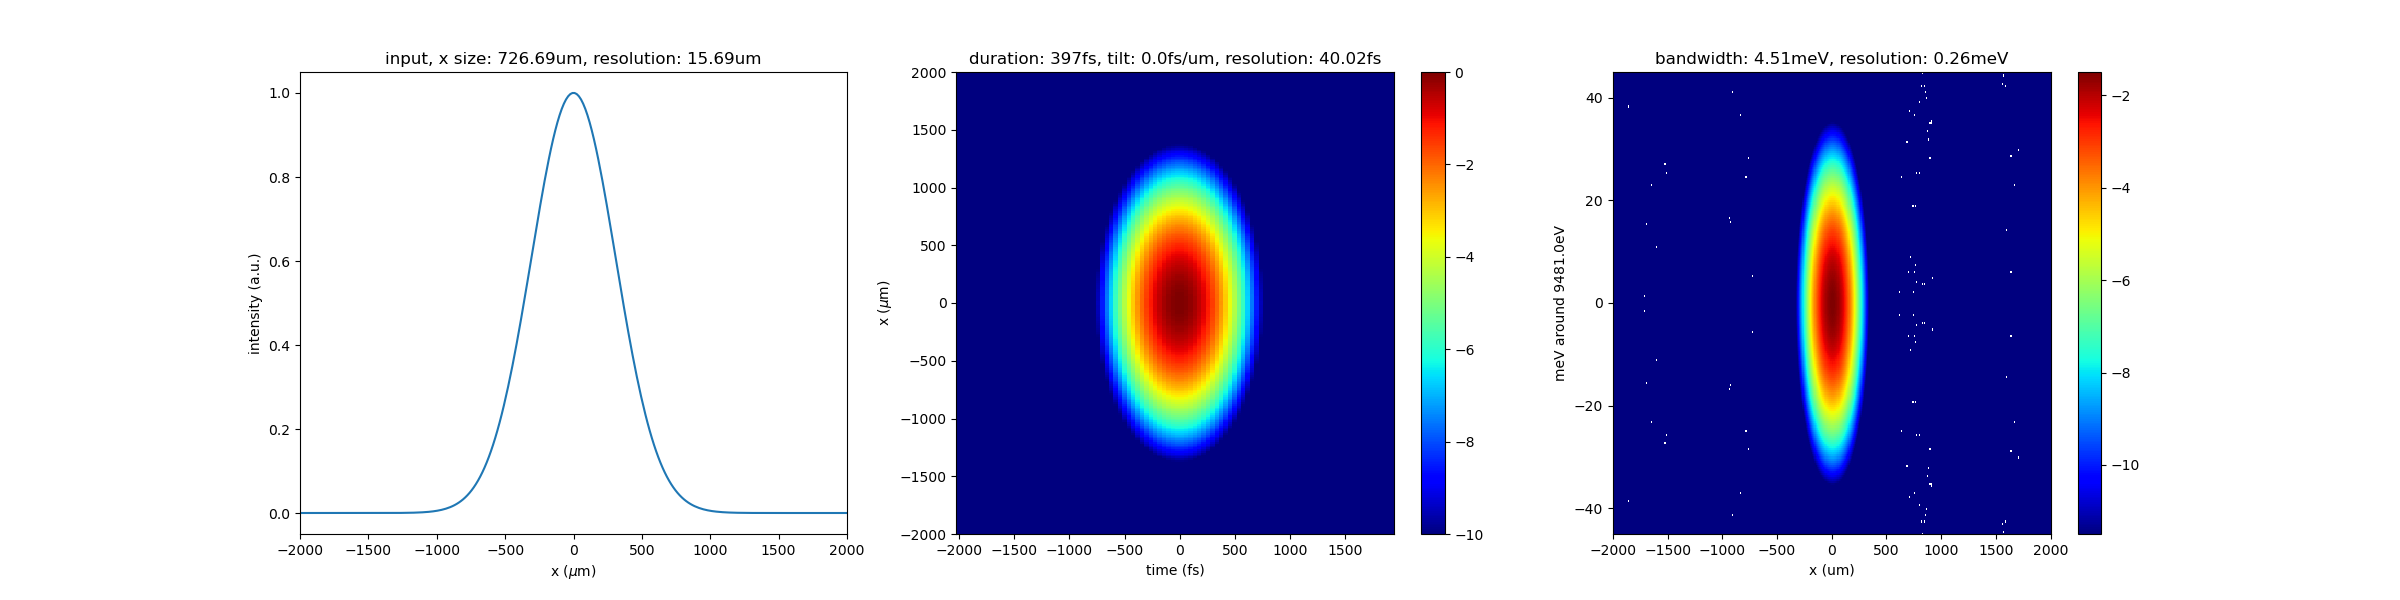 input, x size: 726.69um, resolution: 15.69um
intensity (a.u.)
1.0
0.8
0.6
0.4
0.2
0.0
−2000 −1500 −1000 −500 0 500 1000 1500 2000
x (μm)
duration: 397fs, tilt: 0.0fs/um, resolution: 40.02fs
x (μm)
2000
1500
1000
500
0
−500
−1000
−1500
−2000
−2000 −1500 −1000 −500 0 500 1000 1500
time (fs)
0
−2
−4
−6
−8
−10
bandwidth: 4.51meV, resolution: 0.26meV
meV around 9481.0eV
40
20
0
−20
−40
−2000 −1500 −1000 −500 0 500 1000 1500 2000
x (um)
−2
−4
−6
−8
−10